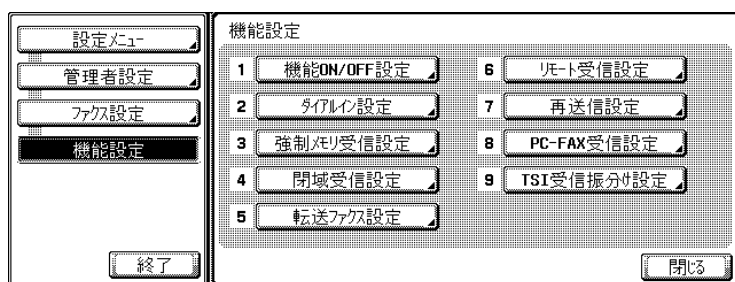 設定ﾒﾆｭｰ
管理者設定
ﾌｧｸｽ設定
機能設定
終了
機能設定
1 機能ON/OFF設定
2 ﾀﾞｲｱﾙｲﾝ設定
3 強制ﾒﾓﾘ受信設定
4 閉域受信設定
5 転送ﾌｧｸｽ設定
6 ﾘﾓｰﾄ受信設定
7 再送信設定
8 PC-FAX受信設定
9 TSI受信振分け設定
閉じる